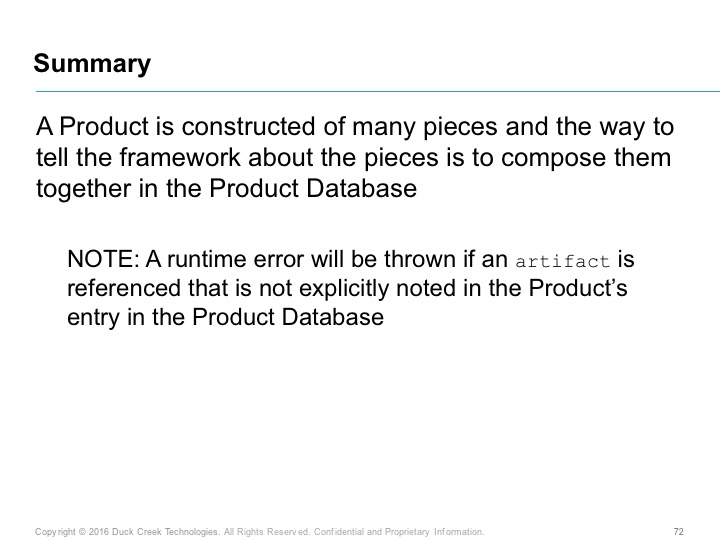 Summary
A Product is constructed of many pieces and the way to
tell the framework about the pieces is to compose them
together in the Product Database
NOTE: A runtime error will be thrown if an artifact is
referenced that is not explicitly noted in the Product’s
entry in the Product Database
Copyright © 2016 Duck Creek Technologies. All Rights Reserved. Confidential and Proprietary Information.
72